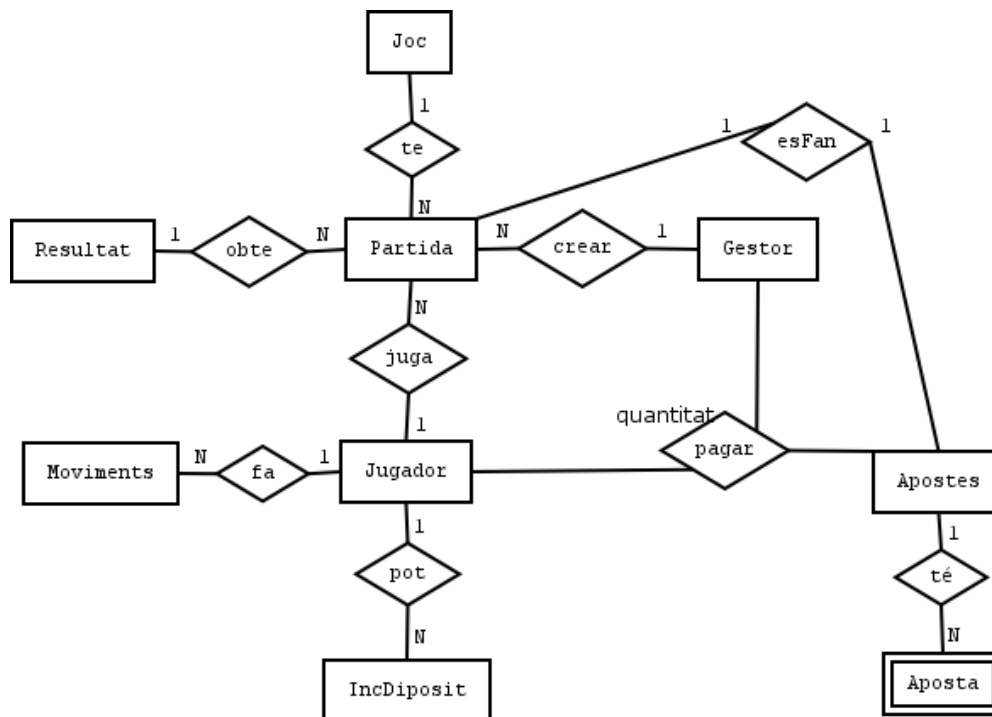 Joc
1
te
N
1
esFan
1
Resultat
1
obte
N
Partida
N
crear
1
Gestor
N
juga
1
quantitat
pagar
Moviments
N
fa
1
Jugador
Apostes
1
pot
N
1
té
N
IncDiposit
Aposta